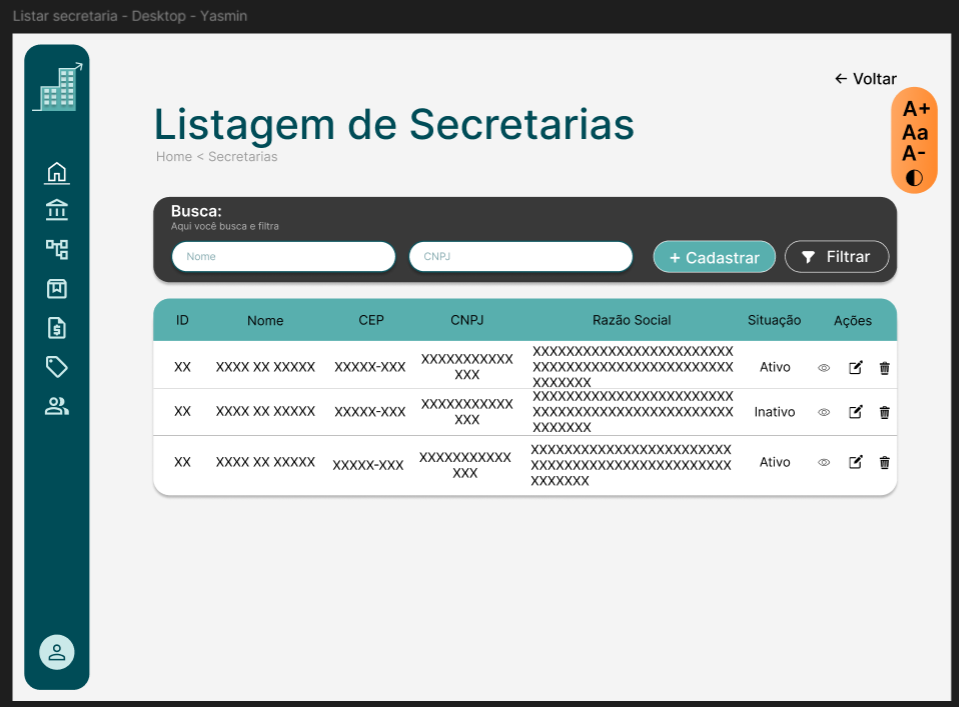 Listar secretaria - Desktop - Yasmin
← Voltar
Listagem de Secretarias
Home < Secretarias
A+
Aa
A-
Busca:
Aqui você busca e filtra
Nome
CNPJ
+ Cadastrar
Filtrar
ID Nome CEP CNPJ Razão Social Situação Ações
XX XXXX XX XXXXX XXXXX-XXX XXXXXXXXXXX
XXX
XXXXXXXXXXXXXXXXXXXXXXXX
XXXXXXXXXXXXXXXXXXXXXXXX
XXXXXXX
Ativo
XX XXXX XX XXXXX XXXXX-XXX XXXXXXXXXXX
XXX
XXXXXXXXXXXXXXXXXXXXXXXX
XXXXXXXXXXXXXXXXXXXXXXXX
XXXXXXX
Inativo
XX XXXX XX XXXXX XXXXX-XXX XXXXXXXXXXX
XXX
XXXXXXXXXXXXXXXXXXXXXXXX
XXXXXXXXXXXXXXXXXXXXXXXX
XXXXXXX
Ativo